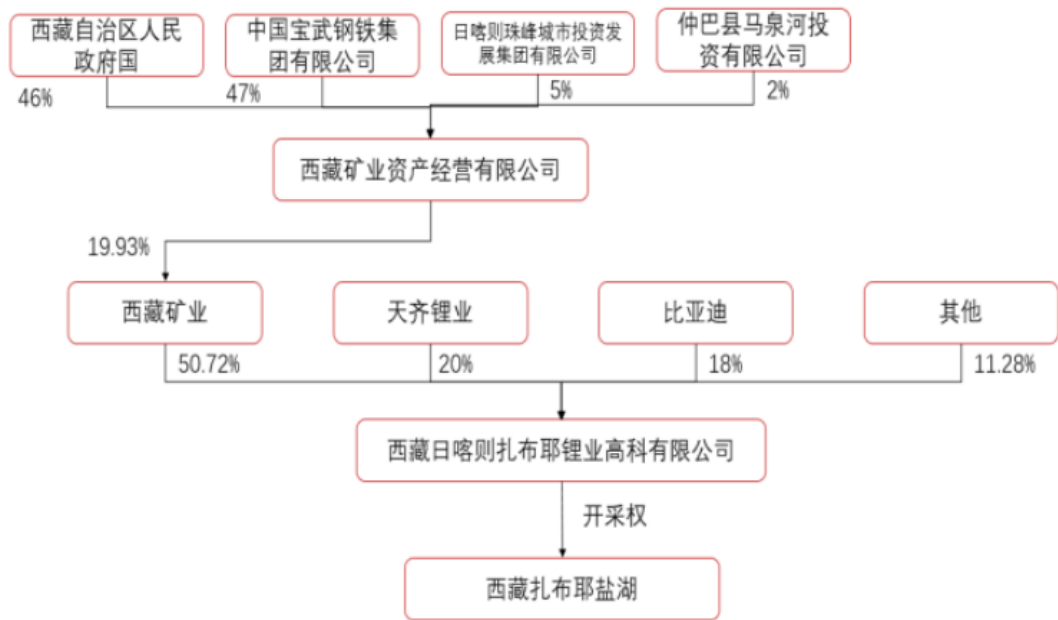 西藏自治区人民
政府国
中国宝武钢铁集
团有限公司
日喀则珠峰城市投资发
展集团有限公司
仲巴县马泉河投
资有限公司
46%
47%
5%
2%
西藏矿业资产经营有限公司
19.93%
西藏矿业
天齐锂业
比亚迪
其他
50.72%
20%
18%
11.28%
西藏日喀则扎布耶锂业高科有限公司
开采权
西藏扎布耶盐湖